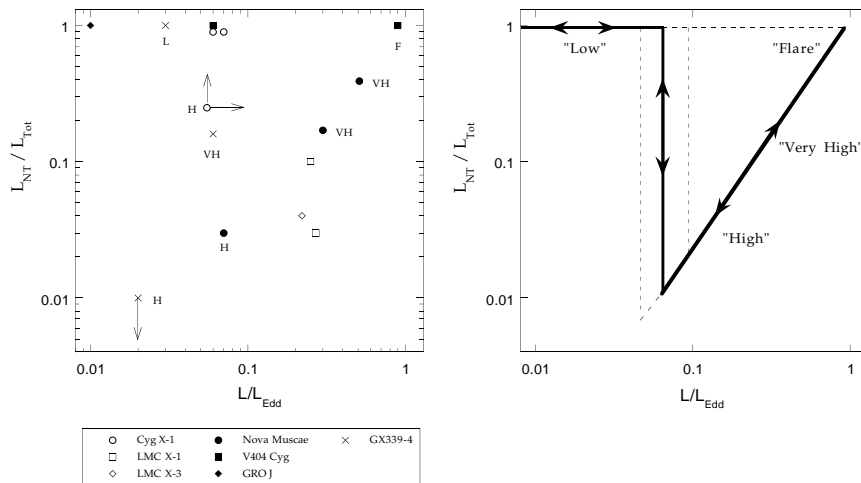 1
0.1
0.01
L_NT / L_Tot
L
F
H
VH
VH
VH
H
H
0.01
0.1
1
L/L_Edd
1
0.1
0.01
L_NT / L_Tot
"Low"
"Flare"
"Very High"
"High"
0.01
0.1
1
L/L_Edd
Cyg X-1
Nova Muscae
GX339-4
LMC X-1
V404 Cyg
LMC X-3
GRO J